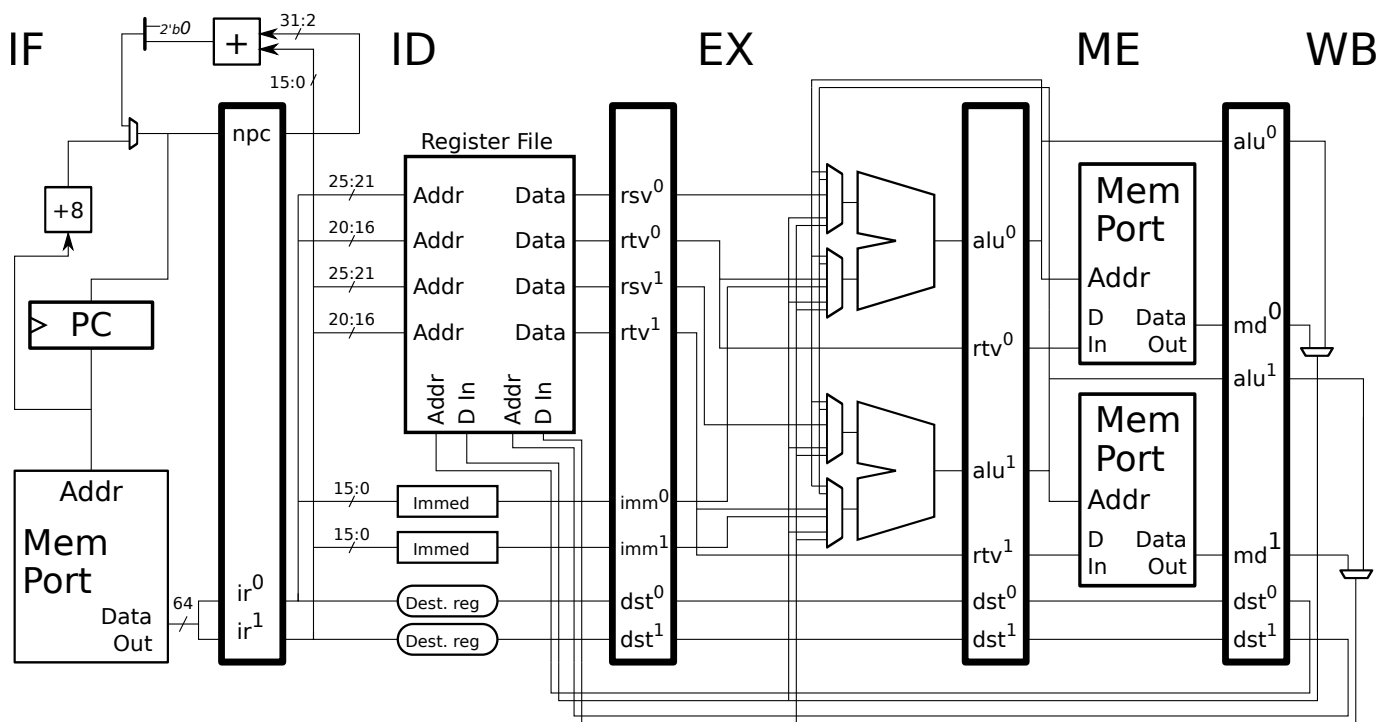 IF ID EX ME WB
2'b0
+
31:2
15:0
npc
+8
PC
Addr
Mem
Port
Data
Out
64
ir0
ir1
Register File
25:21
Addr
Data
20:16
Addr
Data
25:21
Addr
Data
20:16
Addr
Data
Addr
D In
Addr
D In
15:0
Immed
15:0
Immed
Dest. reg
Dest. reg
rsv0
rtv0
rsv1
rtv1
imm0
imm1
dst0
dst1
alu0
rtv0
alu1
rtv1
dst0
dst1
Mem
Port
Addr
D
In
Data
Out
Mem
Port
Addr
D
In
Data
Out
alu0
md0
alu1
md1
dst0
dst1